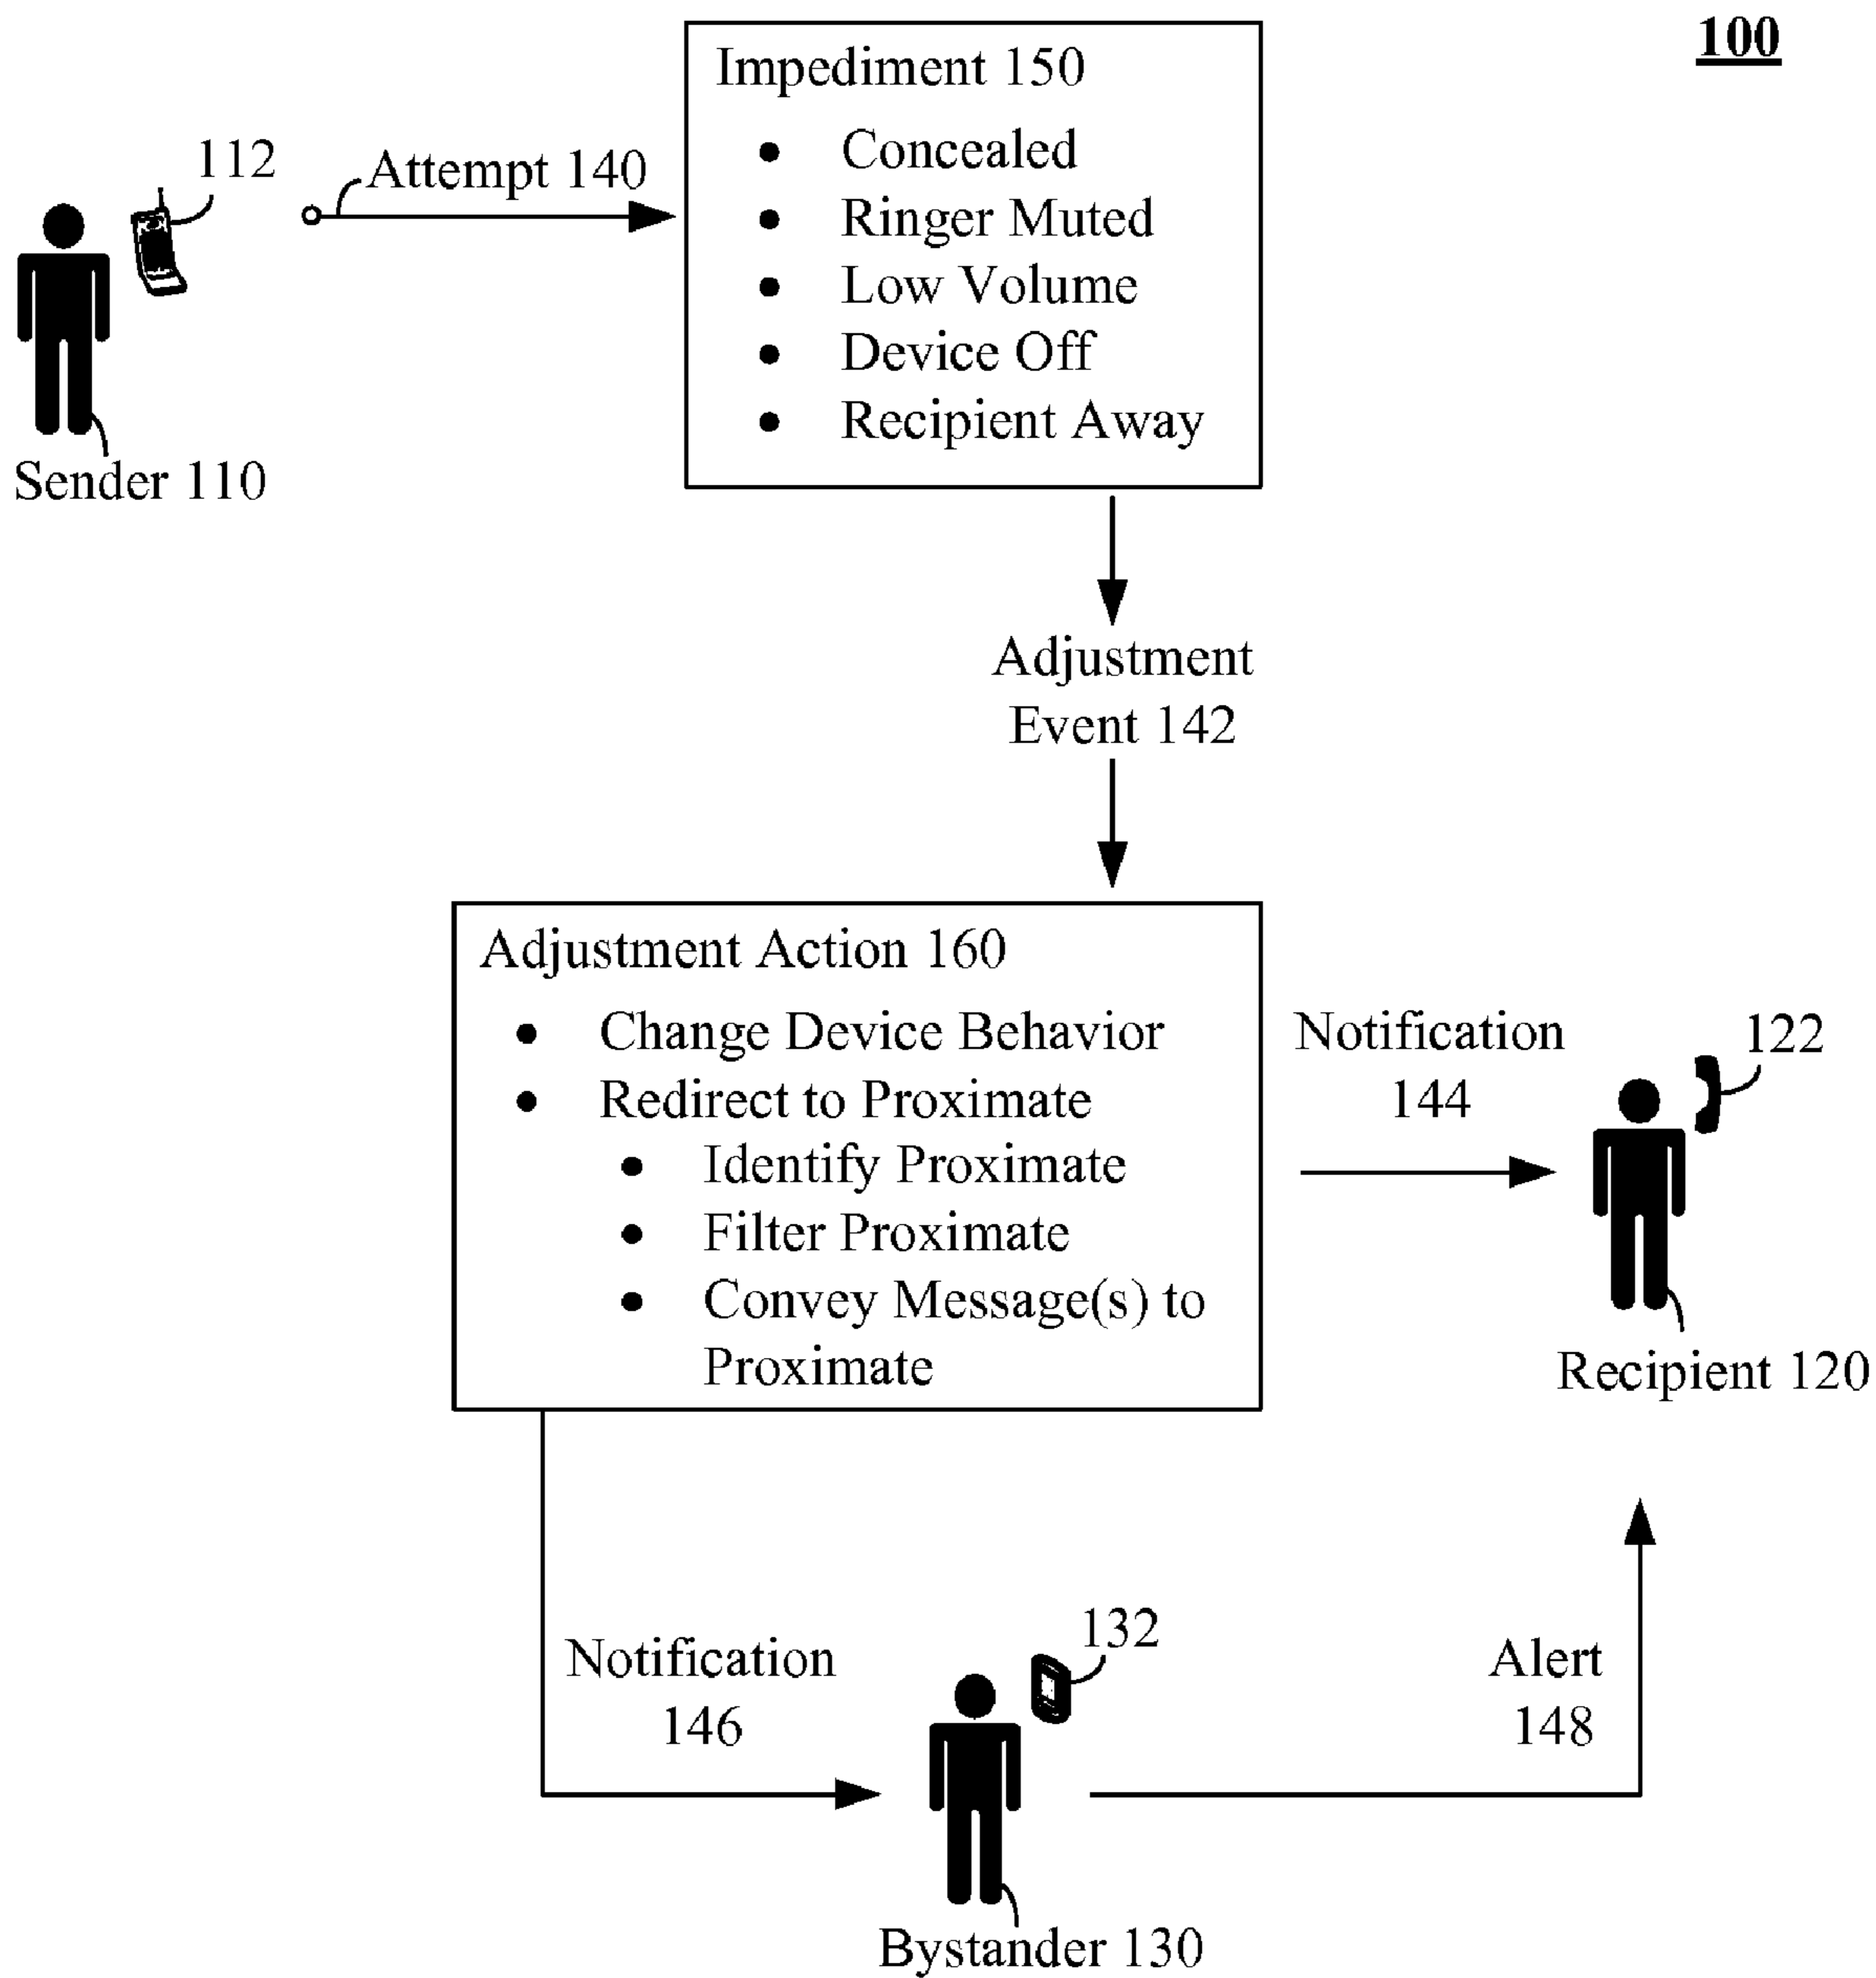 100
Impediment 150
• Concealed
• Ringer Muted
• Low Volume
• Device Off
• Recipient Away
112
Attempt 140
Sender 110
Adjustment
Event 142
Adjustment Action 160
• Change Device Behavior
• Redirect to Proximate
• Identify Proximate
• Filter Proximate
• Convey Message(s) to
Proximate
Notification
144
122
Recipient 120
Notification
146
132
Alert
148
Bystander 130